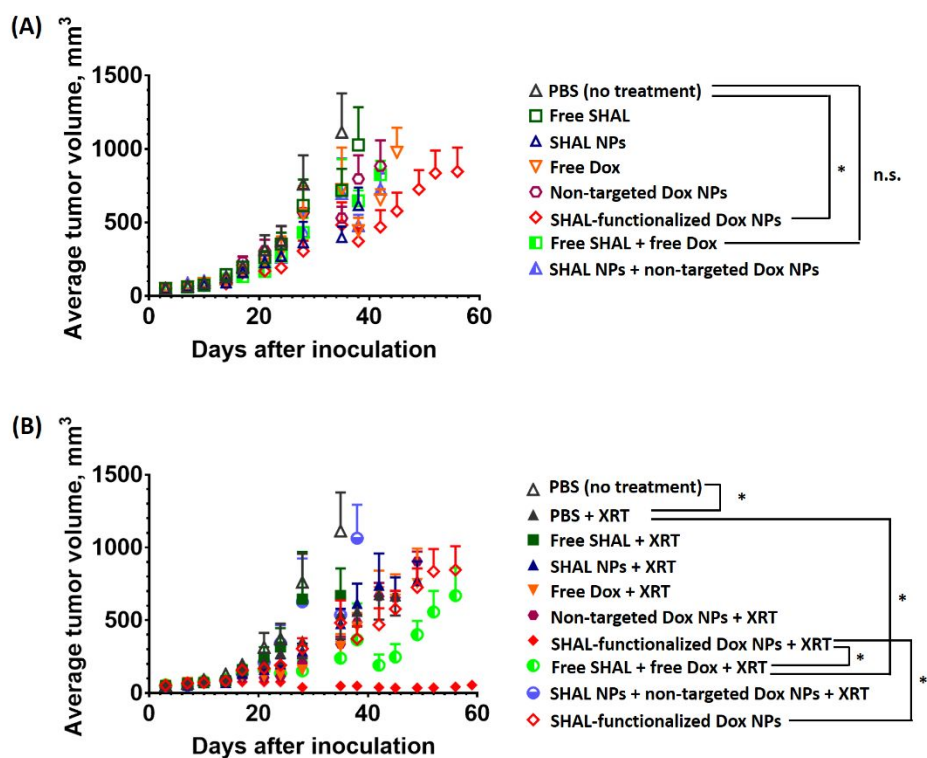 (A)
Average tumor volume, mm³
1500
1000
500
0
0 20 40 60
Days after inoculation
PBS (no treatment)
Free SHAL
SHAL NPs
Free Dox
Non-targeted Dox NPs
SHAL-functionalized Dox NPs
Free SHAL + free Dox
SHAL NPs + non-targeted Dox NPs
*
n.s.
(B)
Average tumor volume, mm³
1500
1000
500
0
0 20 40 60
Days after inoculation
PBS (no treatment)
PBS + XRT
Free SHAL + XRT
SHAL NPs + XRT
Free Dox + XRT
Non-targeted Dox NPs + XRT
SHAL-functionalized Dox NPs + XRT
Free SHAL + free Dox + XRT
SHAL NPs + non-targeted Dox NPs + XRT
SHAL-functionalized Dox NPs
*
*
*
*